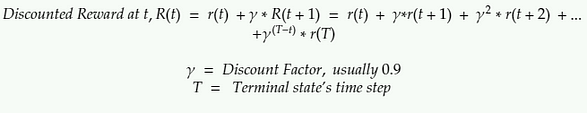 Discounted Reward at t, R(t) = r(t) + γ * R(t + 1) = r(t) + γ*r(t + 1) + γ² * r(t + 2) + ...
+γ^(T−t) * r(T)
γ = Discount Factor, usually 0.9
T = Terminal state's time step